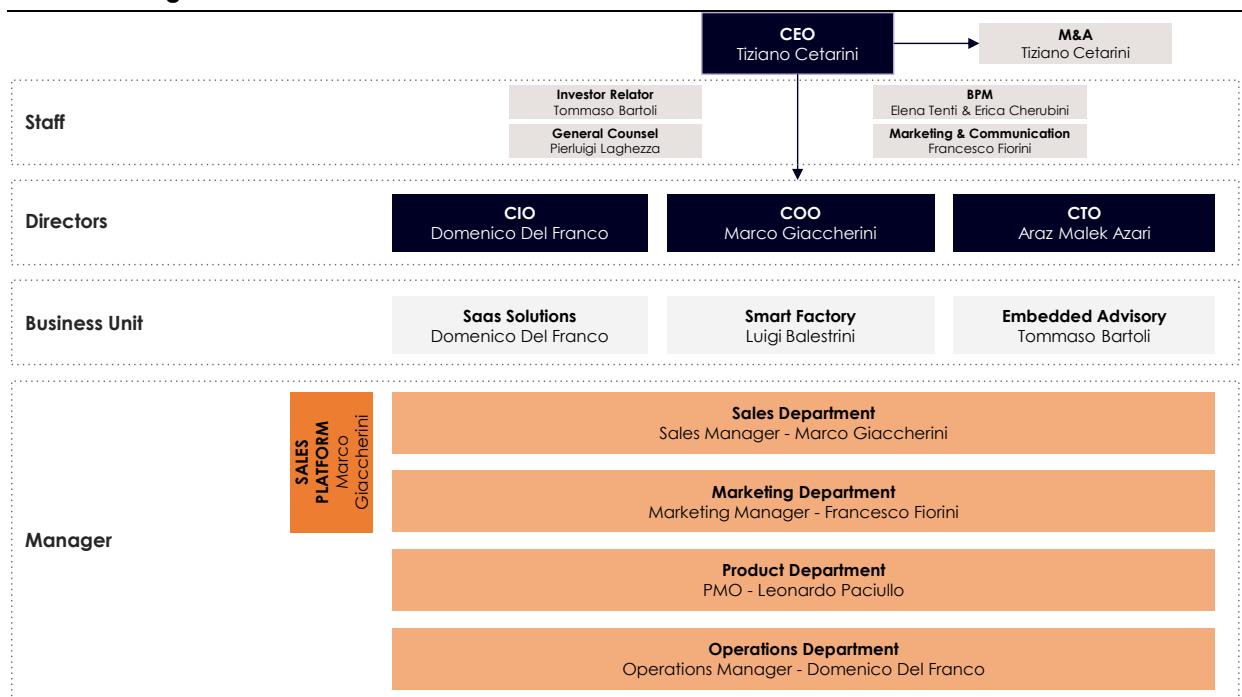 CEO
Tiziano Cetarini
M&A
Tiziano Cetarini
Staff
Investor Relator
Tommaso Bartoli
General Counsel
Pierluigi Laghezza
BPM
Elena Tenti & Erica Cherubini
Marketing & Communication
Francesco Fiorini
Directors
CIO
Domenico Del Franco
COO
Marco Giaccherini
CTO
Araz Malek Azari
Business Unit
Saas Solutions
Domenico Del Franco
Smart Factory
Luigi Balestrini
Embedded Advisory
Tommaso Bartoli
Manager
SALES
PLATFORM
Marco
Giaccherini
Sales Department
Sales Manager - Marco Giaccherini
Marketing Department
Marketing Manager - Francesco Fiorini
Product Department
PMO - Leonardo Paciullo
Operations Department
Operations Manager - Domenico Del Franco